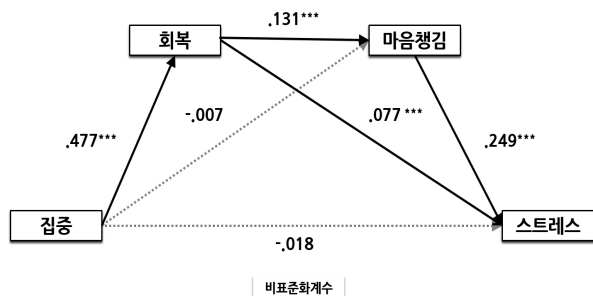 .131***
회복
마음챙김
-.007
.077 ***
.477***
.249***
집중
스트레스
-.018
비표준화계수